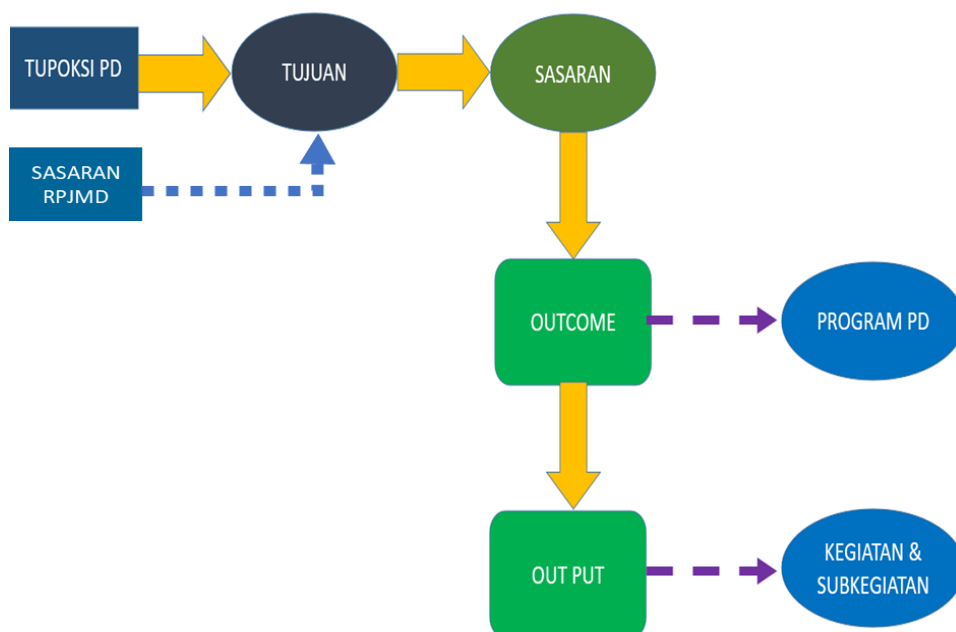 TUPOKSI PD
TUJUAN
SASARAN
SASARAN
RPJMD
OUTCOME
PROGRAM PD
OUT PUT
KEGIATAN &
SUBKEGIATAN